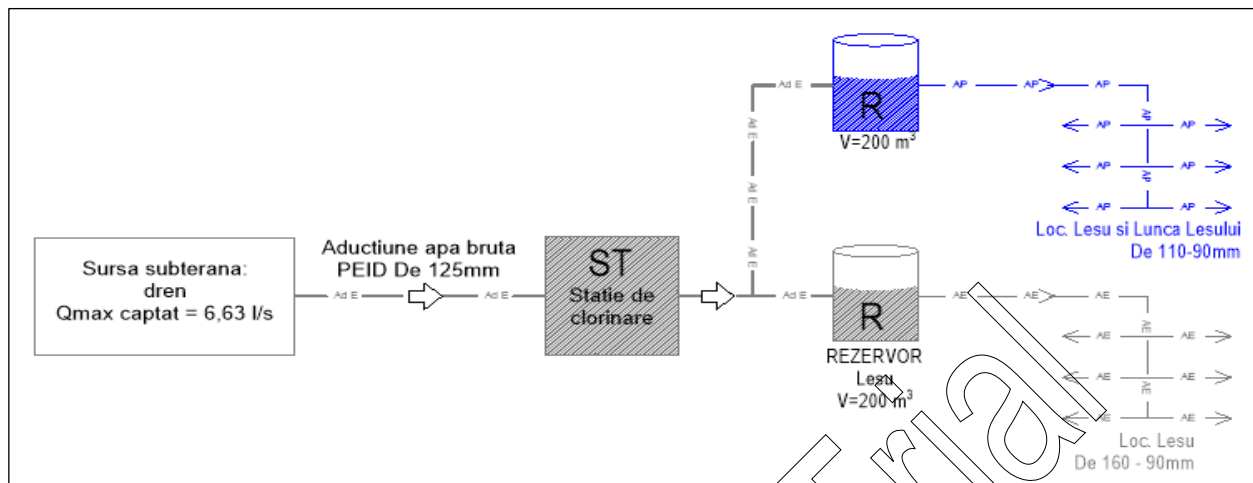 Sursa subterana:
dren
Qmax captat = 6,63 l/s
Ad E
Aductiune apa bruta
PEID De 125mm
Ad E
ST
Statie de
clorinare
Ad E
Ad E
Ad E
Ad E
Ad E
R
V=200 m³
AP
AP
AP
AP
AP
AP
AP
AP
AP
AP
AP
Loc. Lesu si Lunca Lesului
De 110-90mm
R
REZERVOR
Lesu
V=200 m³
AE
AE
AE
AE
AE
AE
AE
AE
AE
AE
AE
Loc. Lesu
De 160 - 90mm
Trial